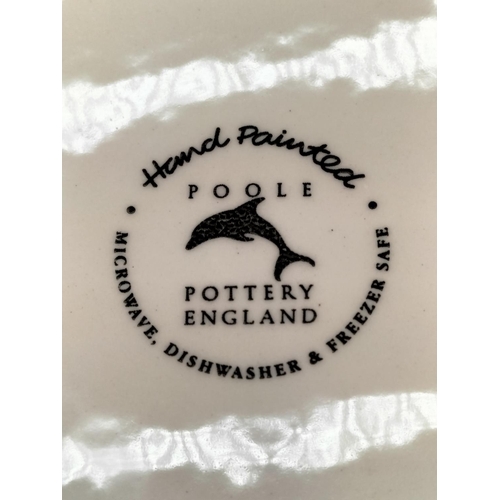 Hand Painted
POOLE
POTTERY
ENGLAND
MICROWAVE, DISHWASHER & FREEZER SAFE